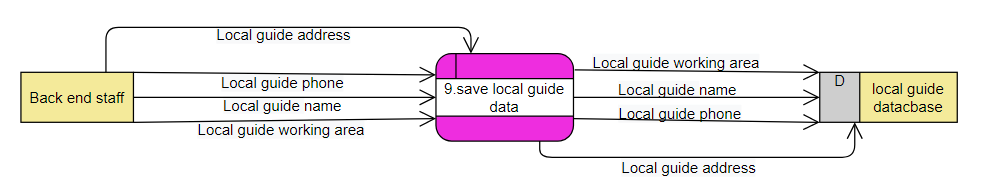 Local guide address
Local guide phone
Back end staff
Local guide name
Local guide working area
9.save local guide
data
Local guide working area
Local guide name
Local guide phone
Local guide address
D
local guide
datacbase